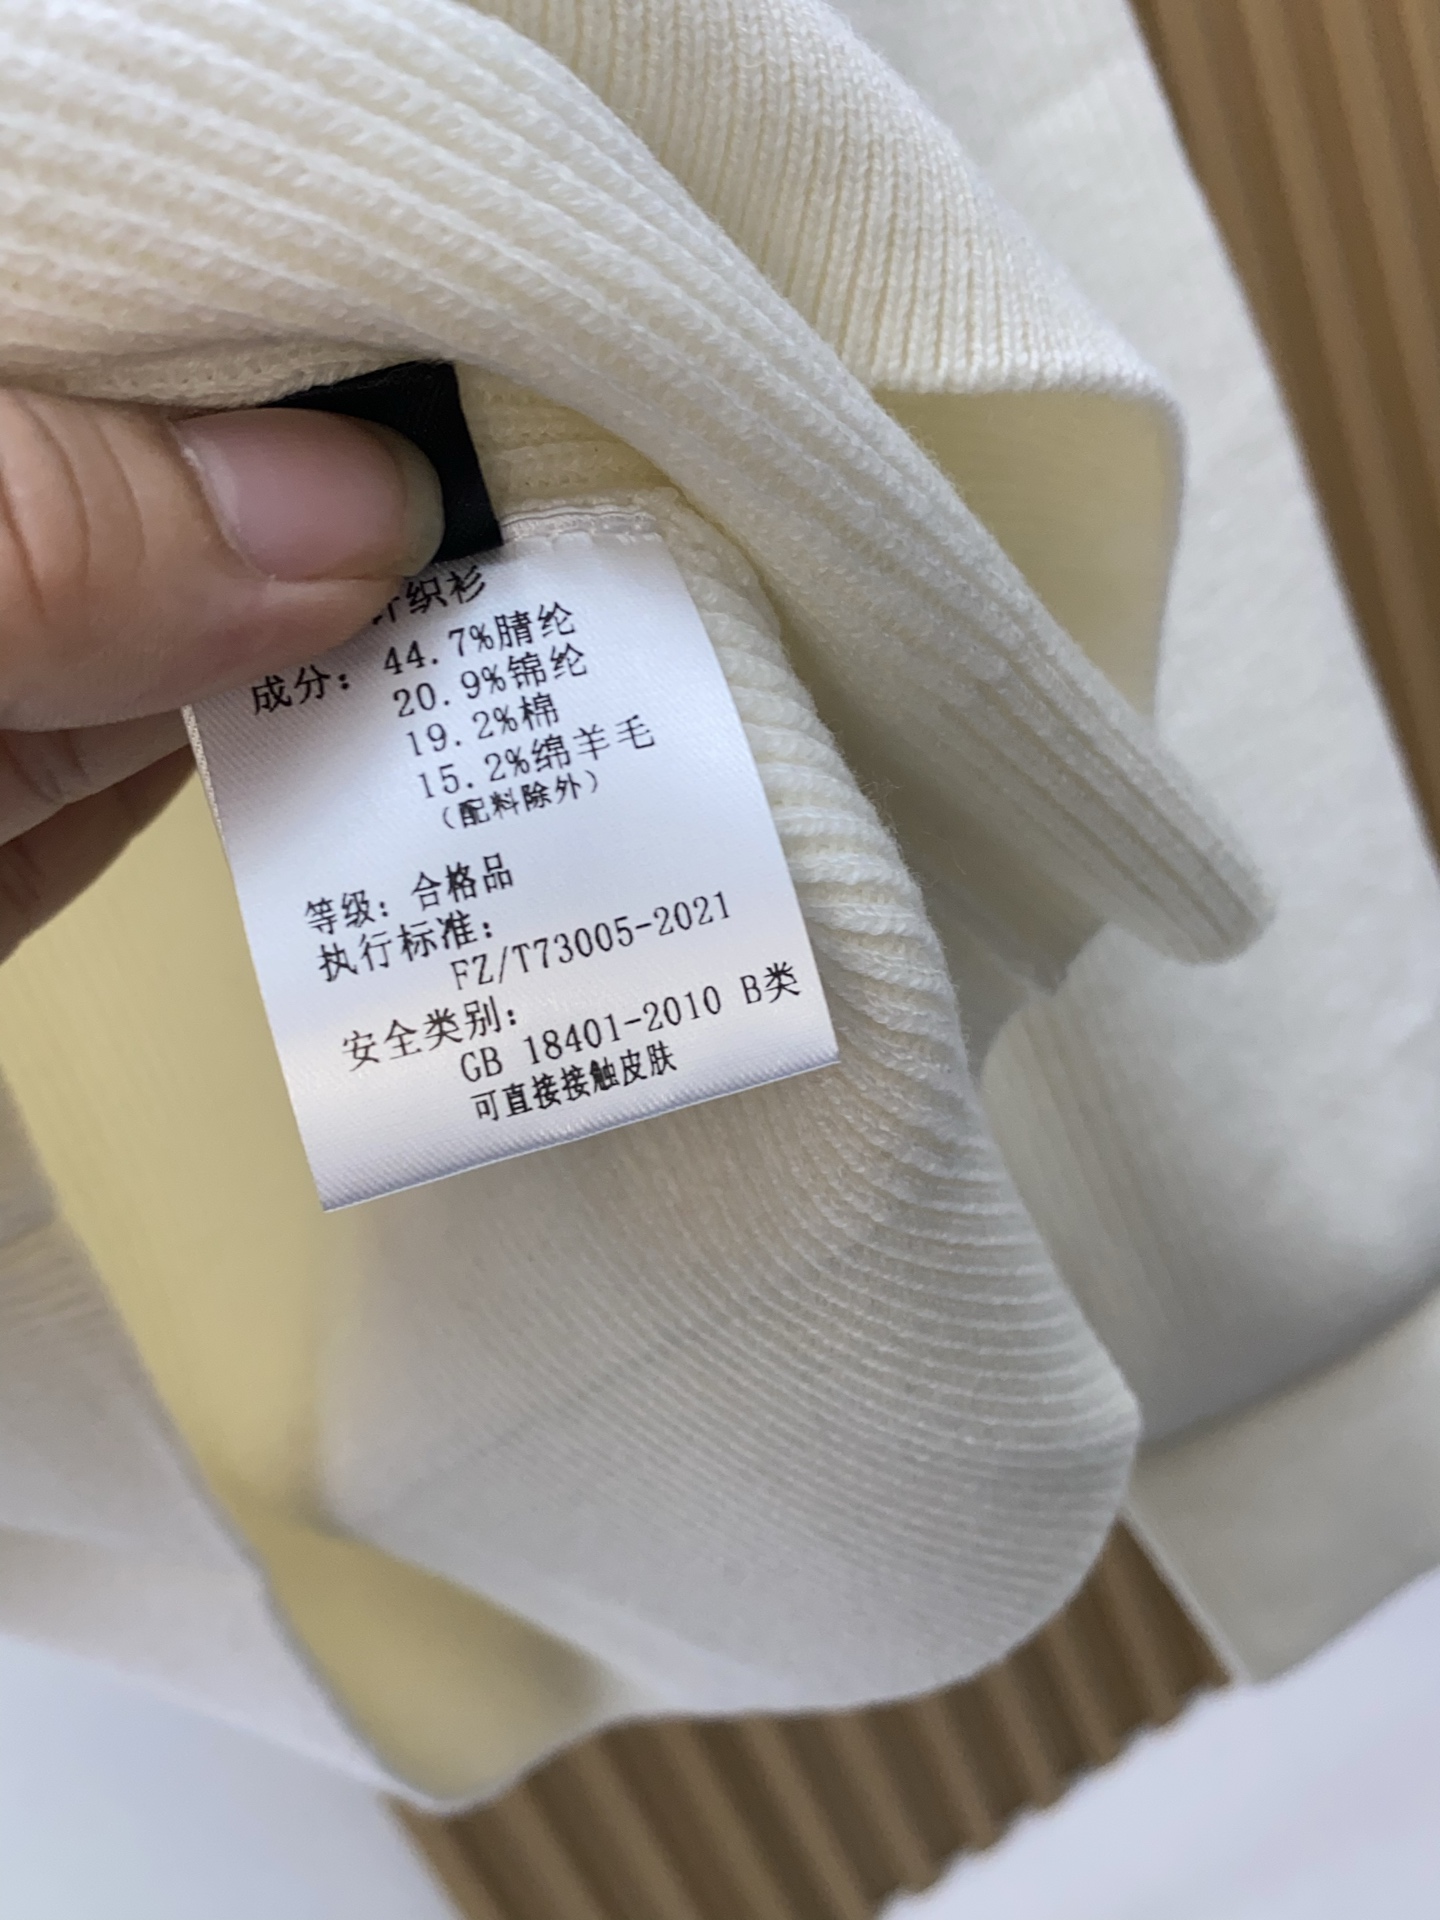 针织衫
成分: 44.7%腈纶
20.9%锦纶
19.2%棉
15.2%绵羊毛
(配料除外)
等级: 合格品
执行标准:
FZ/T73005-2021
安全类别:
GB 18401-2010 B类
可直接接触皮肤